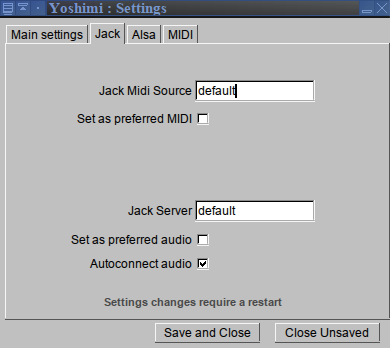 Yoshimi : Settings
Main settings Jack Alsa MIDI
Jack Midi Source default
Set as preferred MIDI
Jack Server default
Set as preferred audio
Autoconnect audio
Settings changes require a restart
Save and Close Close Unsaved